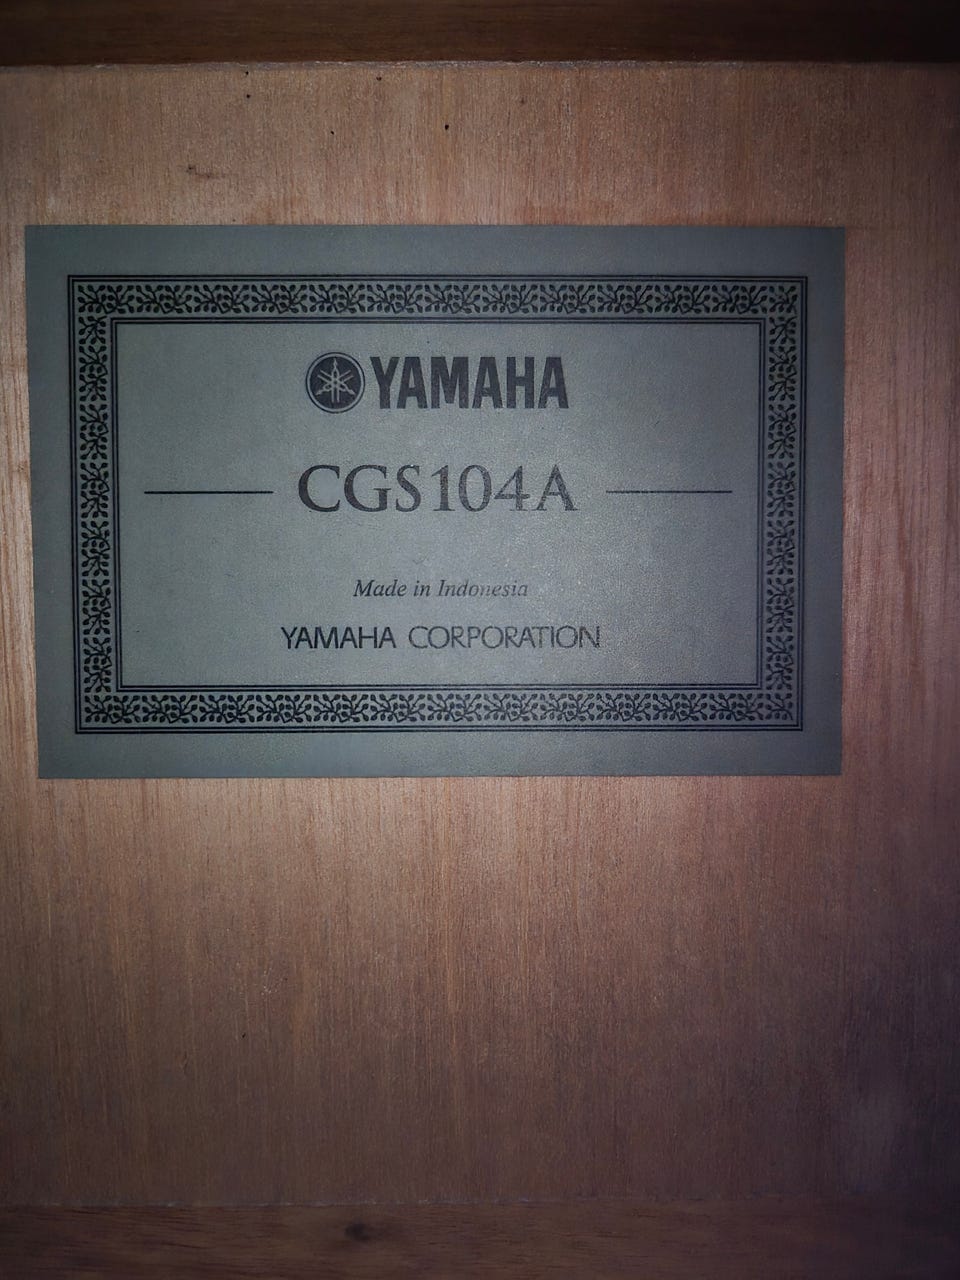 YAMAHA
CGS104A
Made in Indonesia
YAMAHA CORPORATION